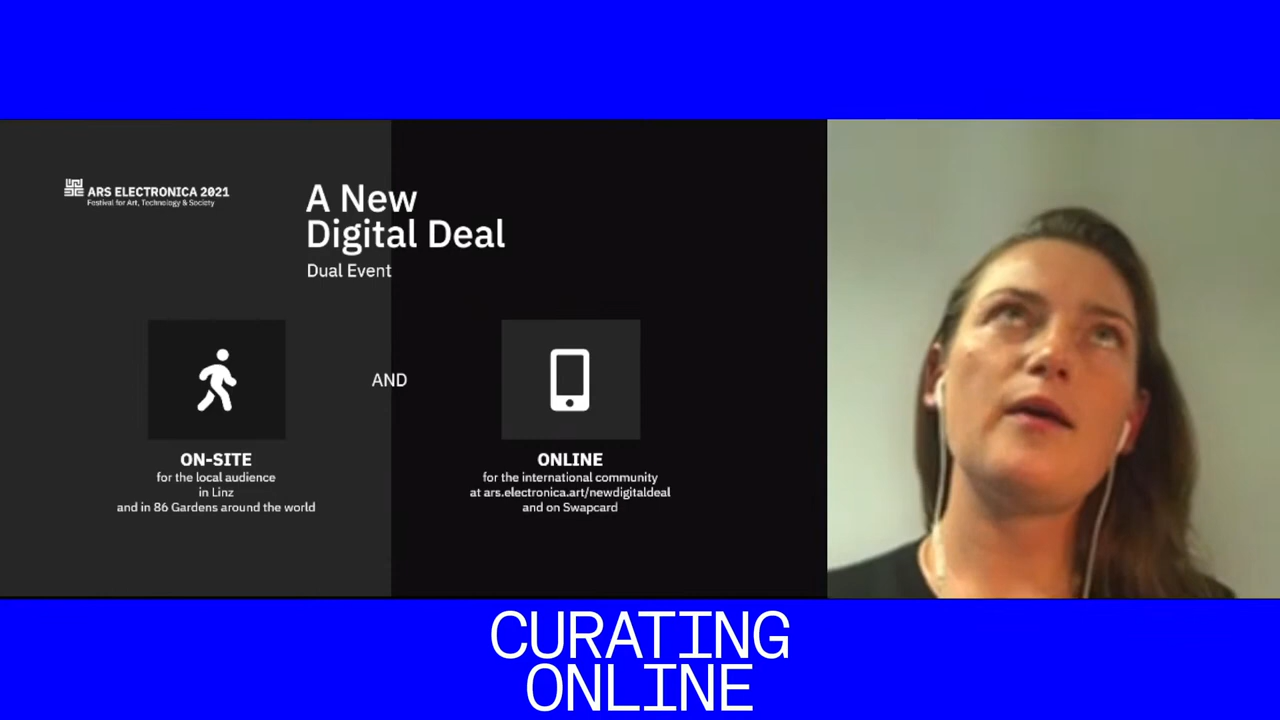 ARS ELECTRONICA 2021
Festival for Art, Technology & Society
A New
Digital Deal
Dual Event
AND
ON-SITE
for the local audience
in Linz
and in 86 Gardens around the world
ONLINE
for the international community
at ars.electronica.art/newdigitaldeal
and on Swapcard
CURATING
ONLINE